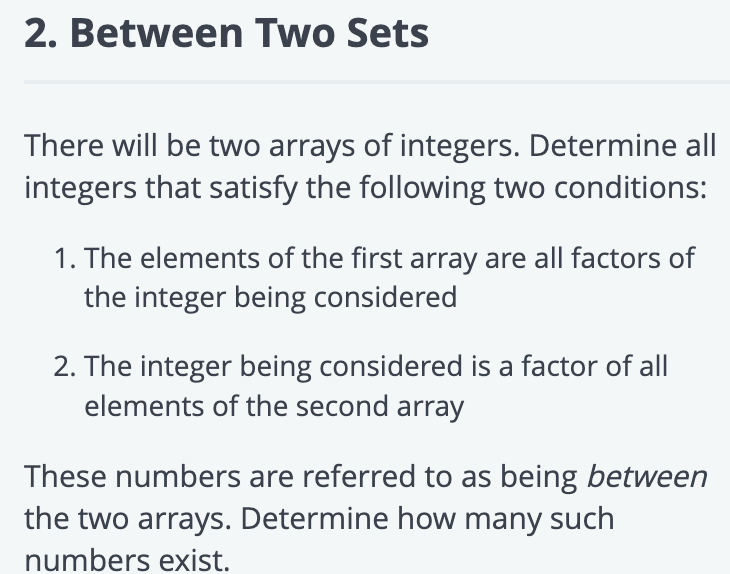 2. Between Two Sets
There will be two arrays of integers. Determine all
integers that satisfy the following two conditions:
1. The elements of the first array are all factors of
the integer being considered
2. The integer being considered is a factor of all
elements of the second array
These numbers are referred to as being between
the two arrays. Determine how many such
numbers exist.